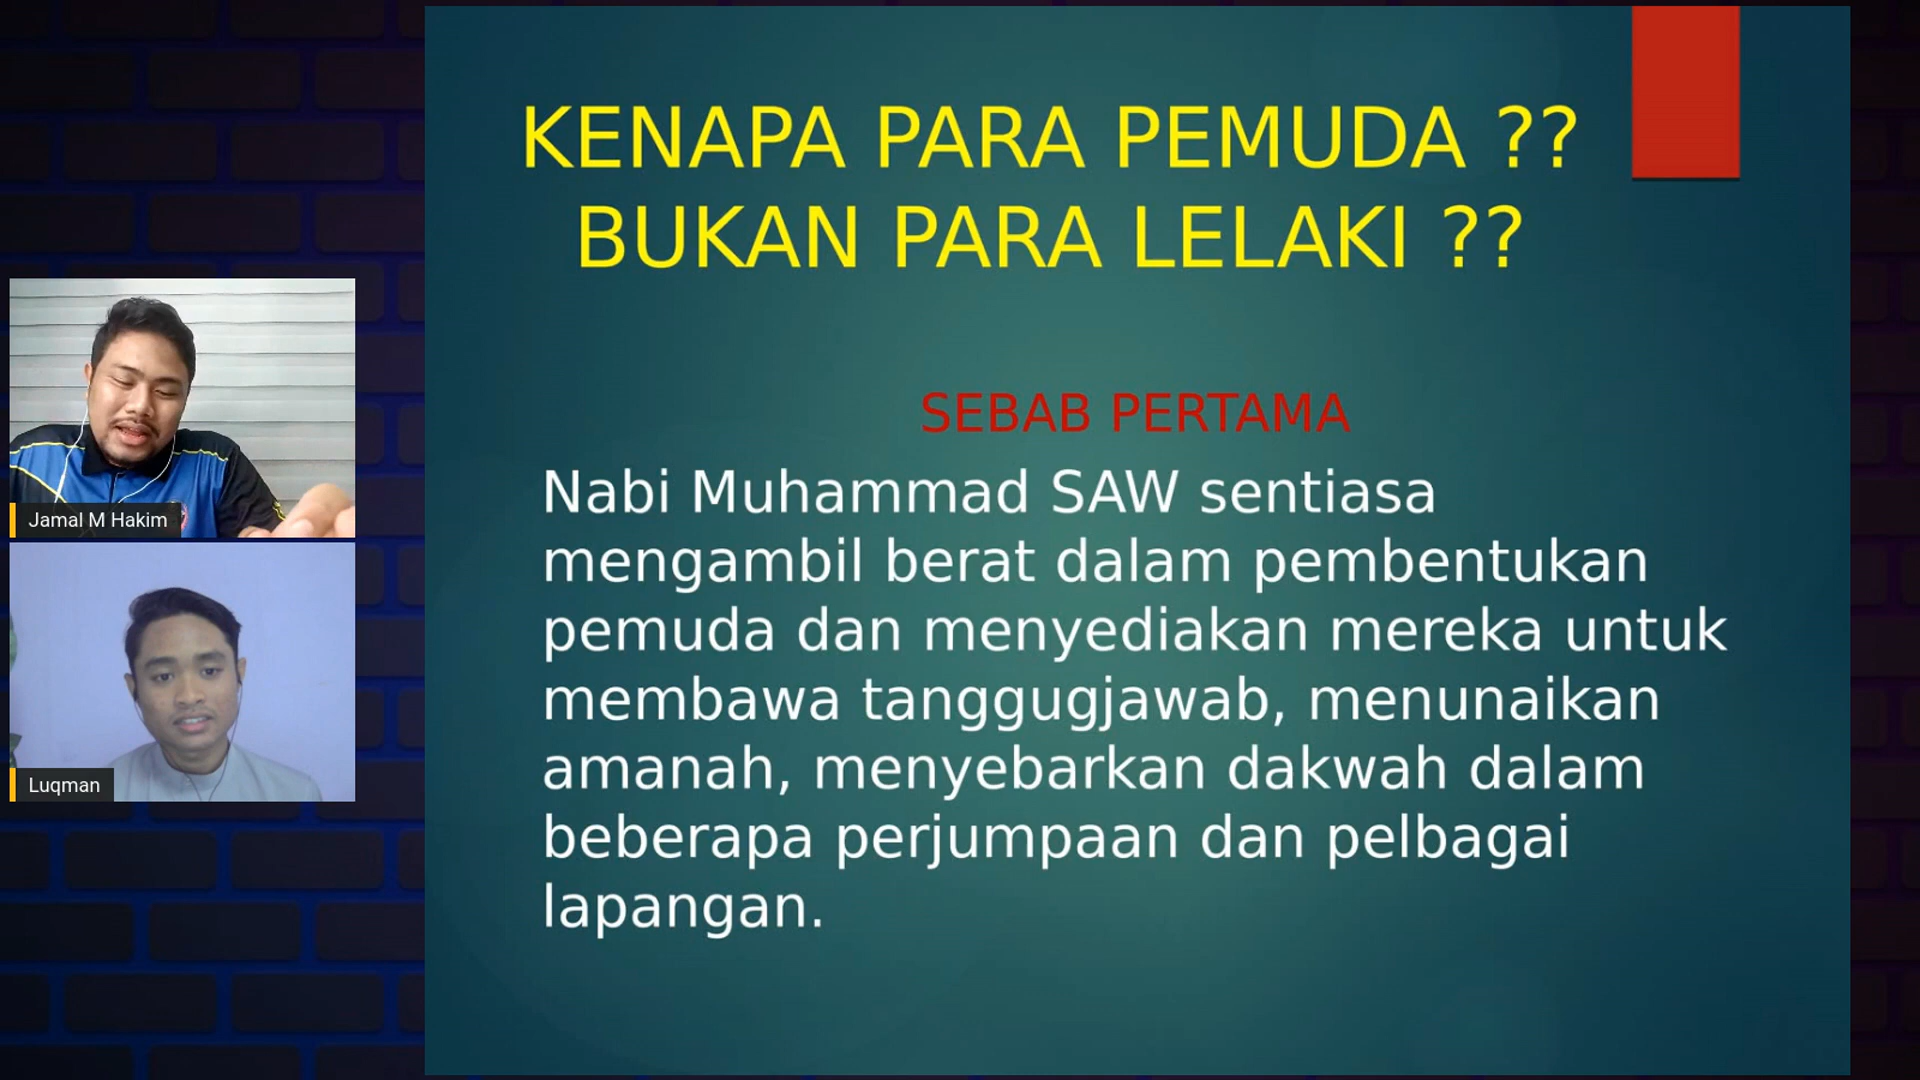 KENAPA PARA PEMUDA ??
BUKAN PARA LELAKI ??
SEBAB PERTAMA
Nabi Muhammad SAW sentiasa
mengambil berat dalam pembentukan
pemuda dan menyediakan mereka untuk
membawa tanggugjawab, menunaikan
amanah, menyebarkan dakwah dalam
beberapa perjumpaan dan pelbagai
lapangan.
Jamal M Hakim
Luqman